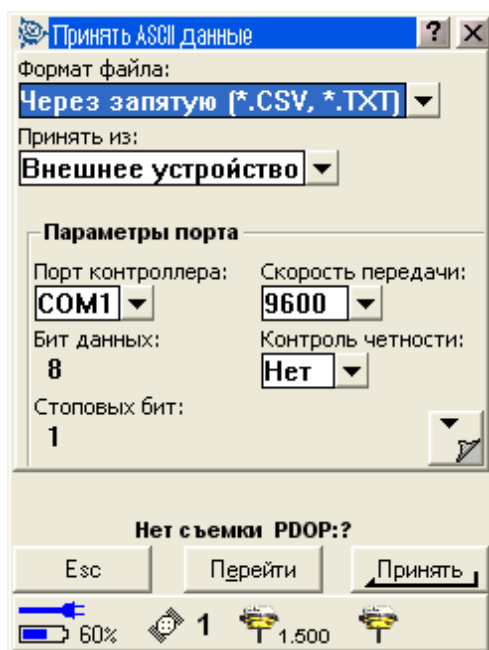 Принять ASCII данные ? X
Формат файла:
Через запятую (*.CSV, *.TXT)
Принять из:
Внешнее устройство
Параметры порта
Порт контроллера: Скорость передачи:
COM1 9600
Бит данных: Контроль четности:
8 Нет
Стоповых бит:
1
Нет съемки PDOP:?
Esc Перейти Принять
60% 1 1.500